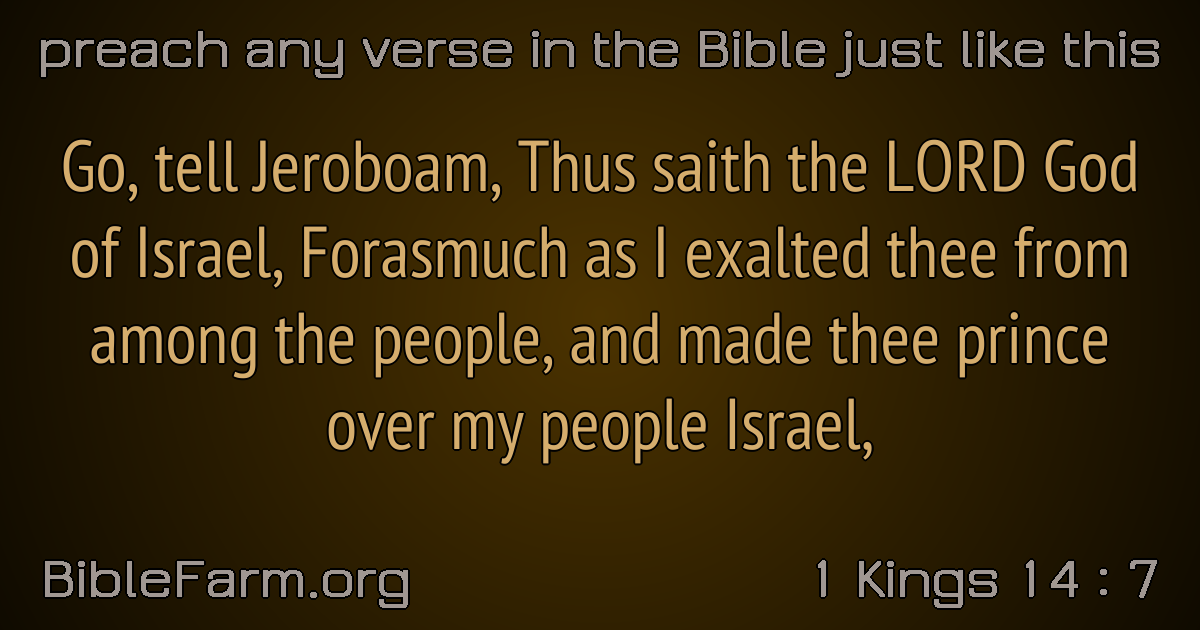 preach any verse in the Bible just like this
Go, tell Jeroboam, Thus saith the LORD God
of Israel, Forasmuch as I exalted thee from
among the people, and made thee prince
over my people Israel,
BibleFarm.org
1 Kings 14 : 7